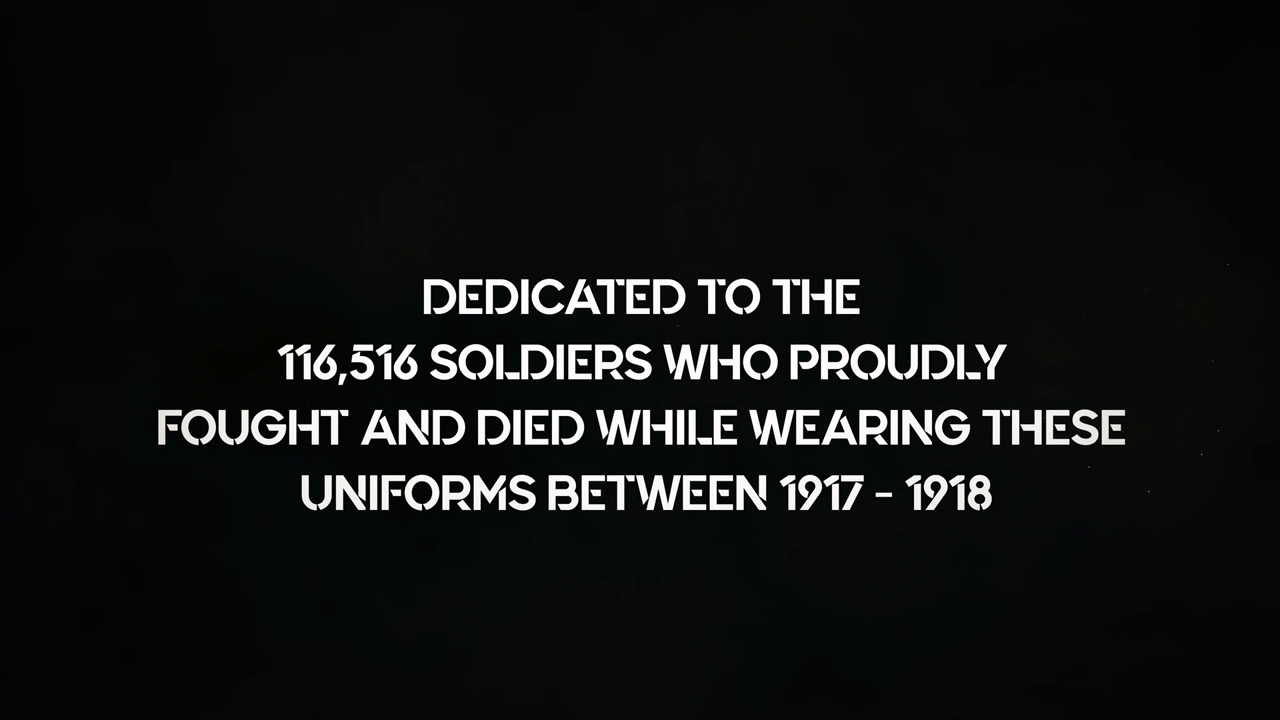 DEDICATED TO THE
116,516 SOLDIERS WHO PROUDLY
FOUGHT AND DIED WHILE WEARING THESE
UNIFORMS BETWEEN 1917 - 1918